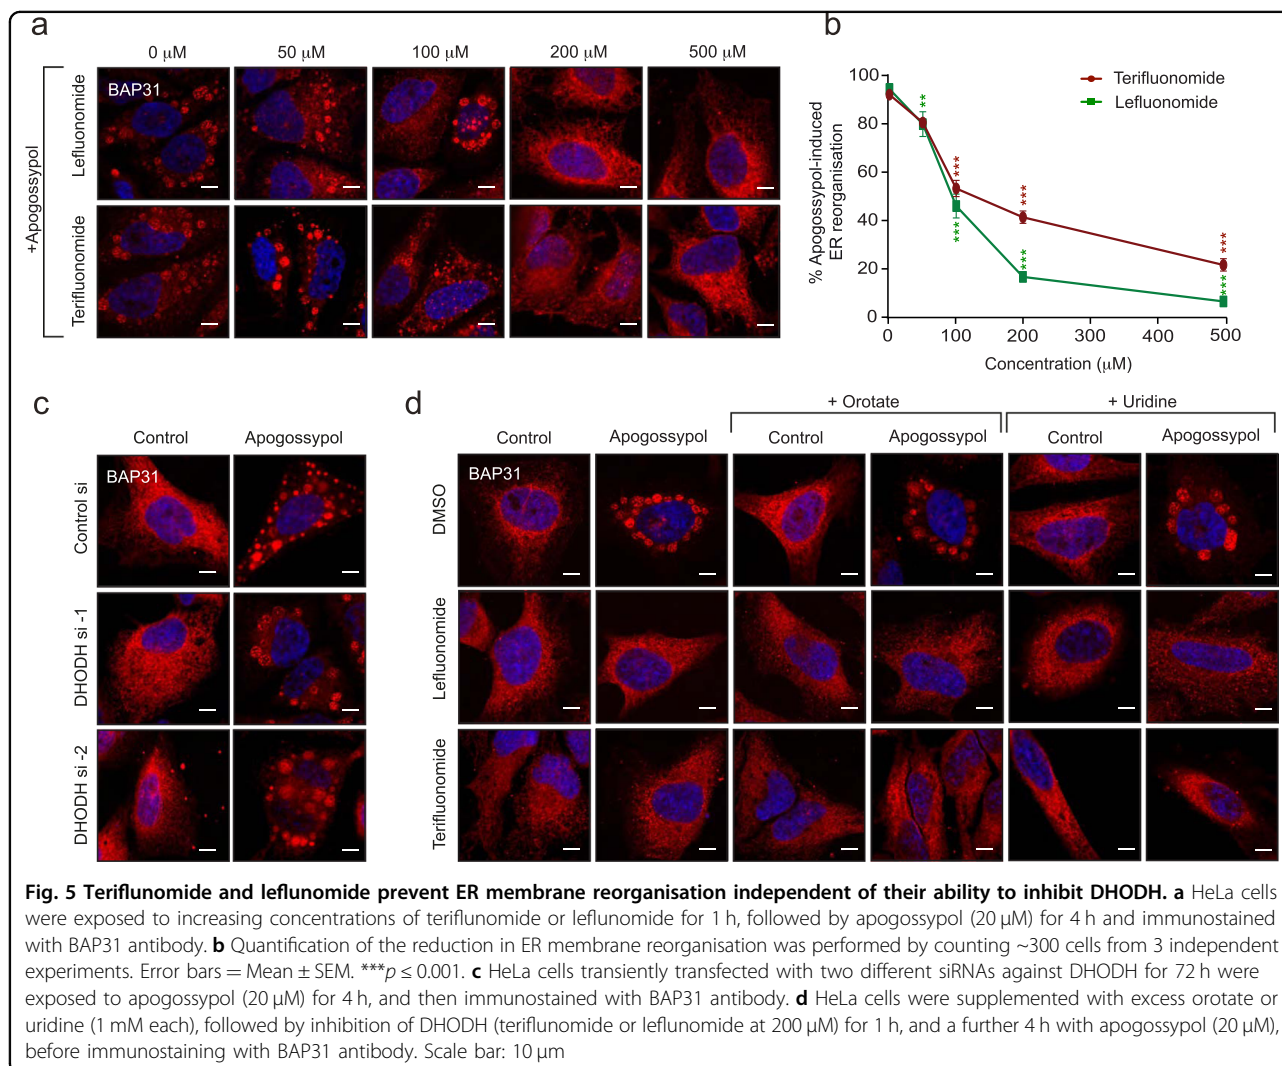 a
0 µM 50 µM 100 µM 200 µM 500 µM
+Apogossypol
Lefluonomide
BAP31
Terifluonomide
b
% Apogossypol-induced
ER reorganisation
100
80
60
40
20
0
0 100 200 300 400 500
Concentration (µM)
Terifluonomide
Lefluonomide
**
***
***
***
***
***
***
c
Control Apogossypol
Control si
BAP31
DHODH si -1
DHODH si -2
d
+ Orotate + Uridine
Control Apogossypol Control Apogossypol Control Apogossypol
DMSO
BAP31
Lefluonomide
Terifluonomide
Fig. 5 Teriflunomide and leflunomide prevent ER membrane reorganisation independent of their ability to inhibit DHODH. a HeLa cells
were exposed to increasing concentrations of teriflunomide or leflunomide for 1 h, followed by apogossypol (20 µM) for 4 h and immunostained
with BAP31 antibody. b Quantification of the reduction in ER membrane reorganisation was performed by counting ~300 cells from 3 independent
experiments. Error bars = Mean ± SEM. ***p ≤ 0.001. c HeLa cells transiently transfected with two different siRNAs against DHODH for 72 h were
exposed to apogossypol (20 µM) for 4 h, and then immunostained with BAP31 antibody. d HeLa cells were supplemented with excess orotate or
uridine (1 mM each), followed by inhibition of DHODH (teriflunomide or leflunomide at 200 µM) for 1 h, and a further 4 h with apogossypol (20 µM),
before immunostaining with BAP31 antibody. Scale bar: 10 µm